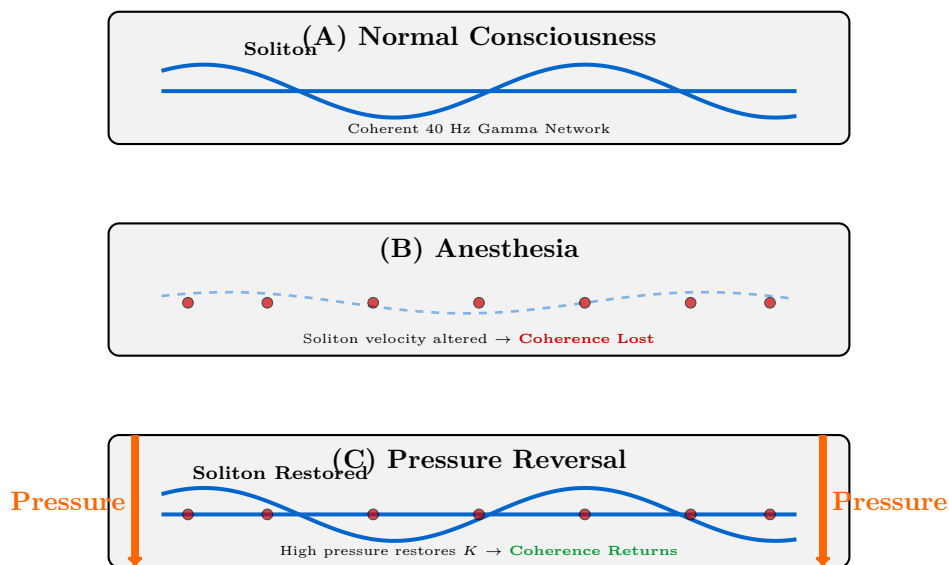 (A) Normal Consciousness
Soliton
Coherent 40 Hz Gamma Network
(B) Anesthesia
Soliton velocity altered → Coherence Lost
(C) Pressure Reversal
Soliton Restored
Pressure
Pressure
High pressure restores K → Coherence Returns